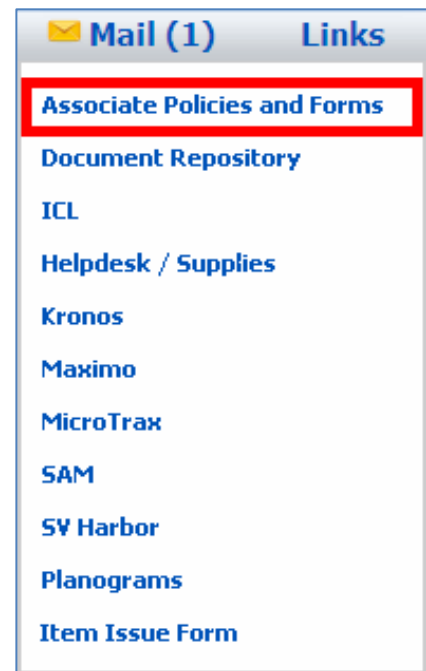 Mail (1) Links
Associate Policies and Forms
Document Repository
ICL
Helpdesk / Supplies
Kronos
Maximo
MicroTrax
SAM
SV Harbor
Planograms
Item Issue Form